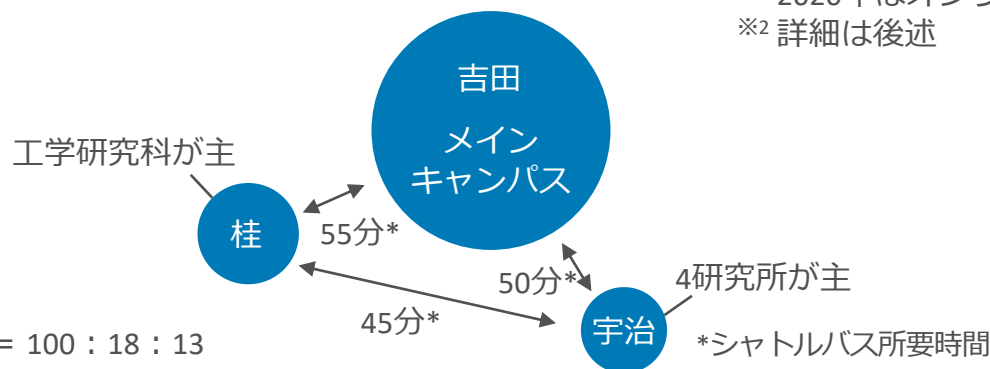 ※2 詳細は後述
吉田
メイン
キャンパス
工学研究科が主
桂
55分*
50分*
4研究所が主
45分*
宇治
= 100：18：13
*シャトルバス所要時間